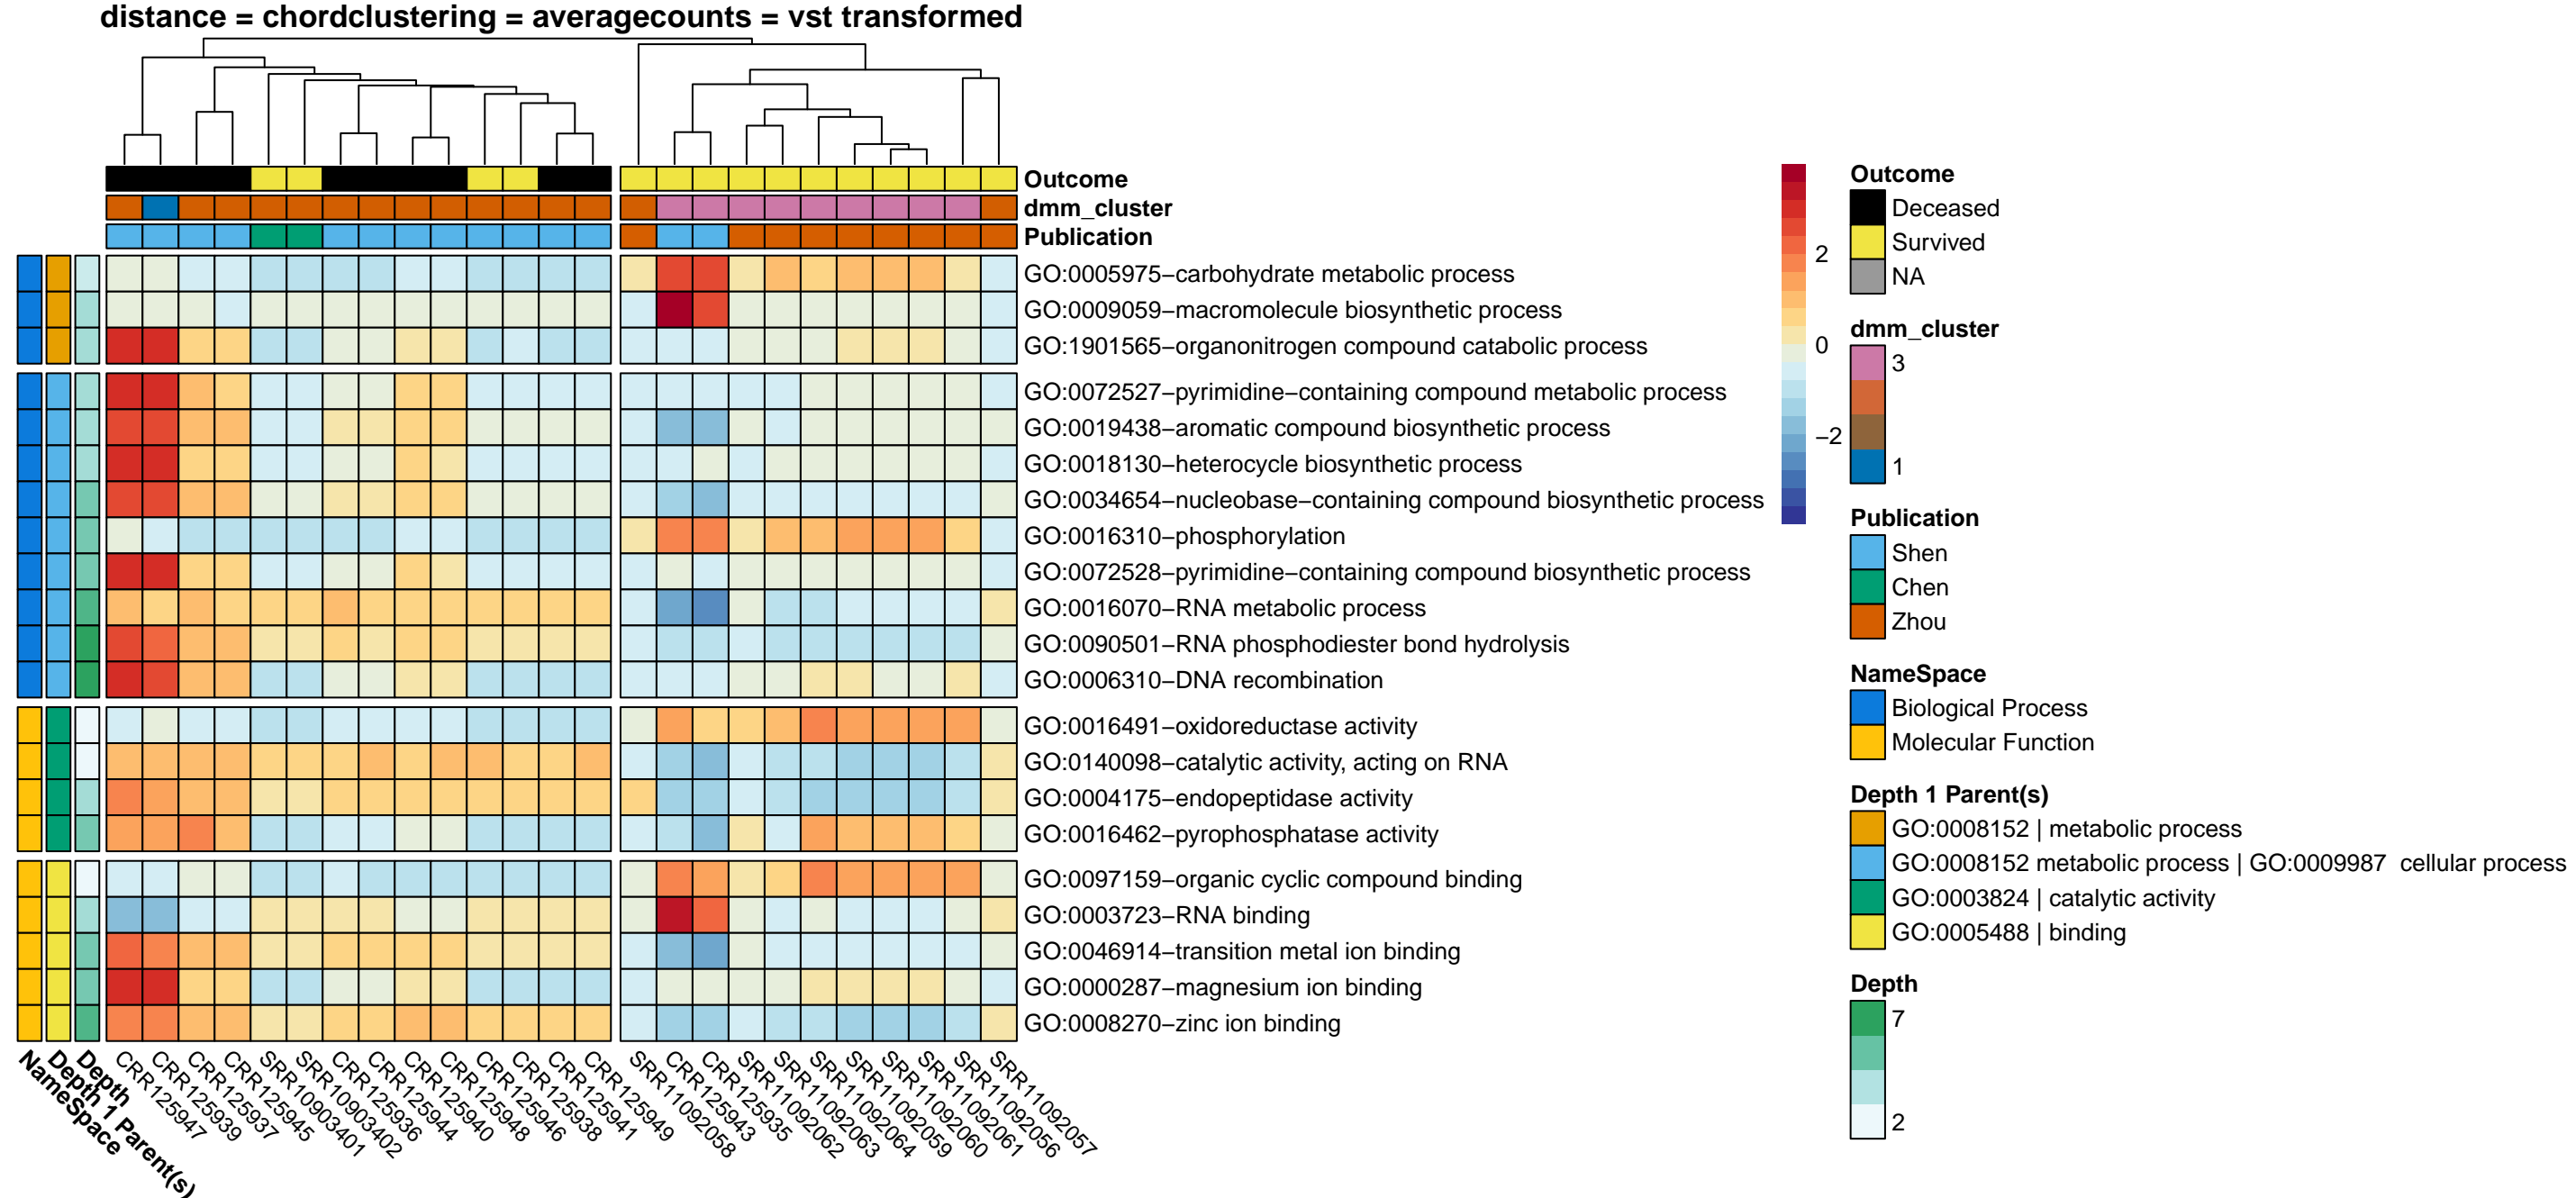 distance = chordclustering = averagecounts = vst transformed
Outcome
dmm_cluster
Publication
GO:0005975−carbohydrate metabolic process
GO:0009059−macromolecule biosynthetic process
GO:1901565−organonitrogen compound catabolic process
GO:0072527−pyrimidine−containing compound metabolic process
GO:0019438−aromatic compound biosynthetic process
GO:0018130−heterocycle biosynthetic process
GO:0034654−nucleobase−containing compound biosynthetic process
GO:0016310−phosphorylation
GO:0072528−pyrimidine−containing compound biosynthetic process
GO:0016070−RNA metabolic process
GO:0090501−RNA phosphodiester bond hydrolysis
GO:0006310−DNA recombination
GO:0016491−oxidoreductase activity
GO:0140098−catalytic activity, acting on RNA
GO:0004175−endopeptidase activity
GO:0016462−pyrophosphatase activity
GO:0097159−organic cyclic compound binding
GO:0003723−RNA binding
GO:0046914−transition metal ion binding
GO:0000287−magnesium ion binding
GO:0008270−zinc ion binding
NameSpace
Depth 1 Parent(s)
Depth
CRR125947
CRR125939
CRR125937
CRR125945
SRR10903401
SRR10903402
CRR125936
CRR125944
CRR125940
CRR125948
CRR125946
CRR125938
CRR125941
CRR125949
SRR11092058
CRR125943
CRR125935
SRR11092062
SRR11092063
SRR11092064
SRR11092059
SRR11092060
SRR11092061
SRR11092056
SRR11092057
2
0
−2
Outcome
Deceased
Survived
NA
dmm_cluster
3
1
Publication
Shen
Chen
Zhou
NameSpace
Biological Process
Molecular Function
Depth 1 Parent(s)
GO:0008152 | metabolic process
GO:0008152 metabolic process | GO:0009987  cellular process
GO:0003824 | catalytic activity
GO:0005488 | binding
Depth
7
2